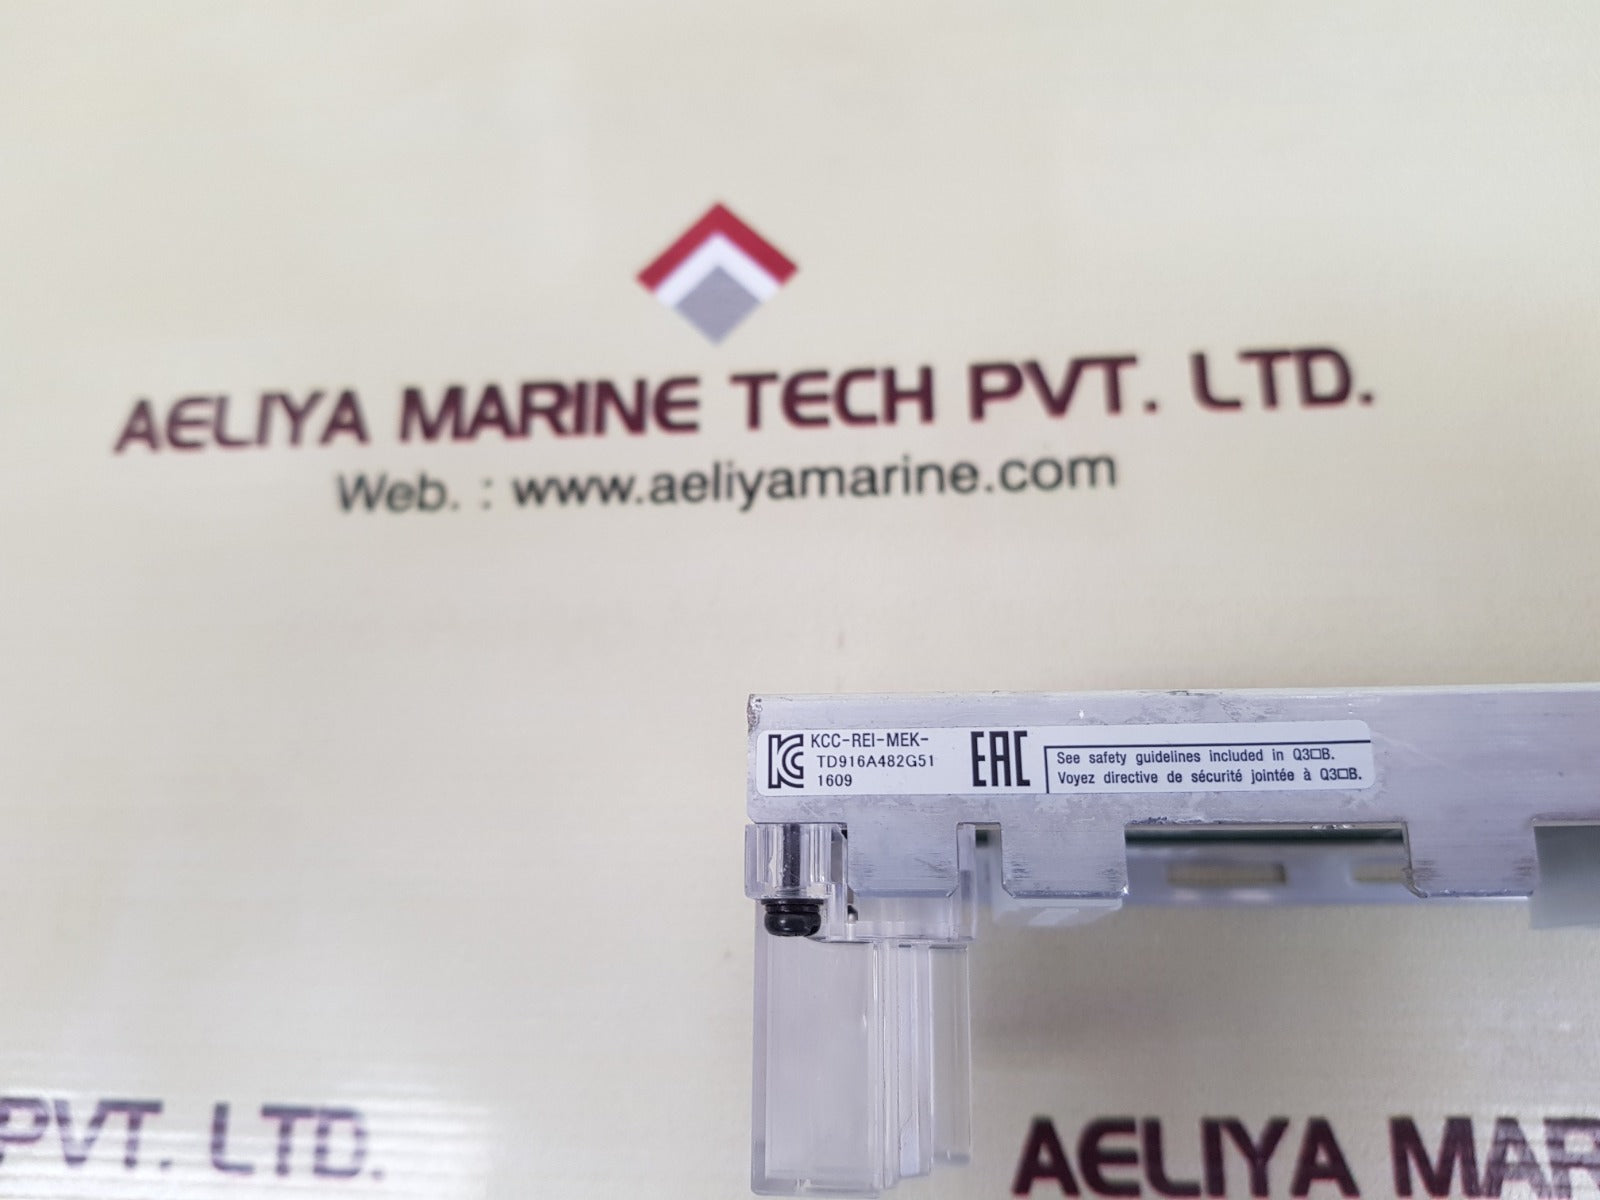 AELIYA MARINE TECH PVT. LTD.
Web. : www.aeliyamarine.com
KCC-REI-MEK-
TD916A482G51
1609
EAC
See safety guidelines included in Q3□B.
Voyez directive de sécurité jointée à Q3□B.
PVT. LTD.
AELIYA MAR